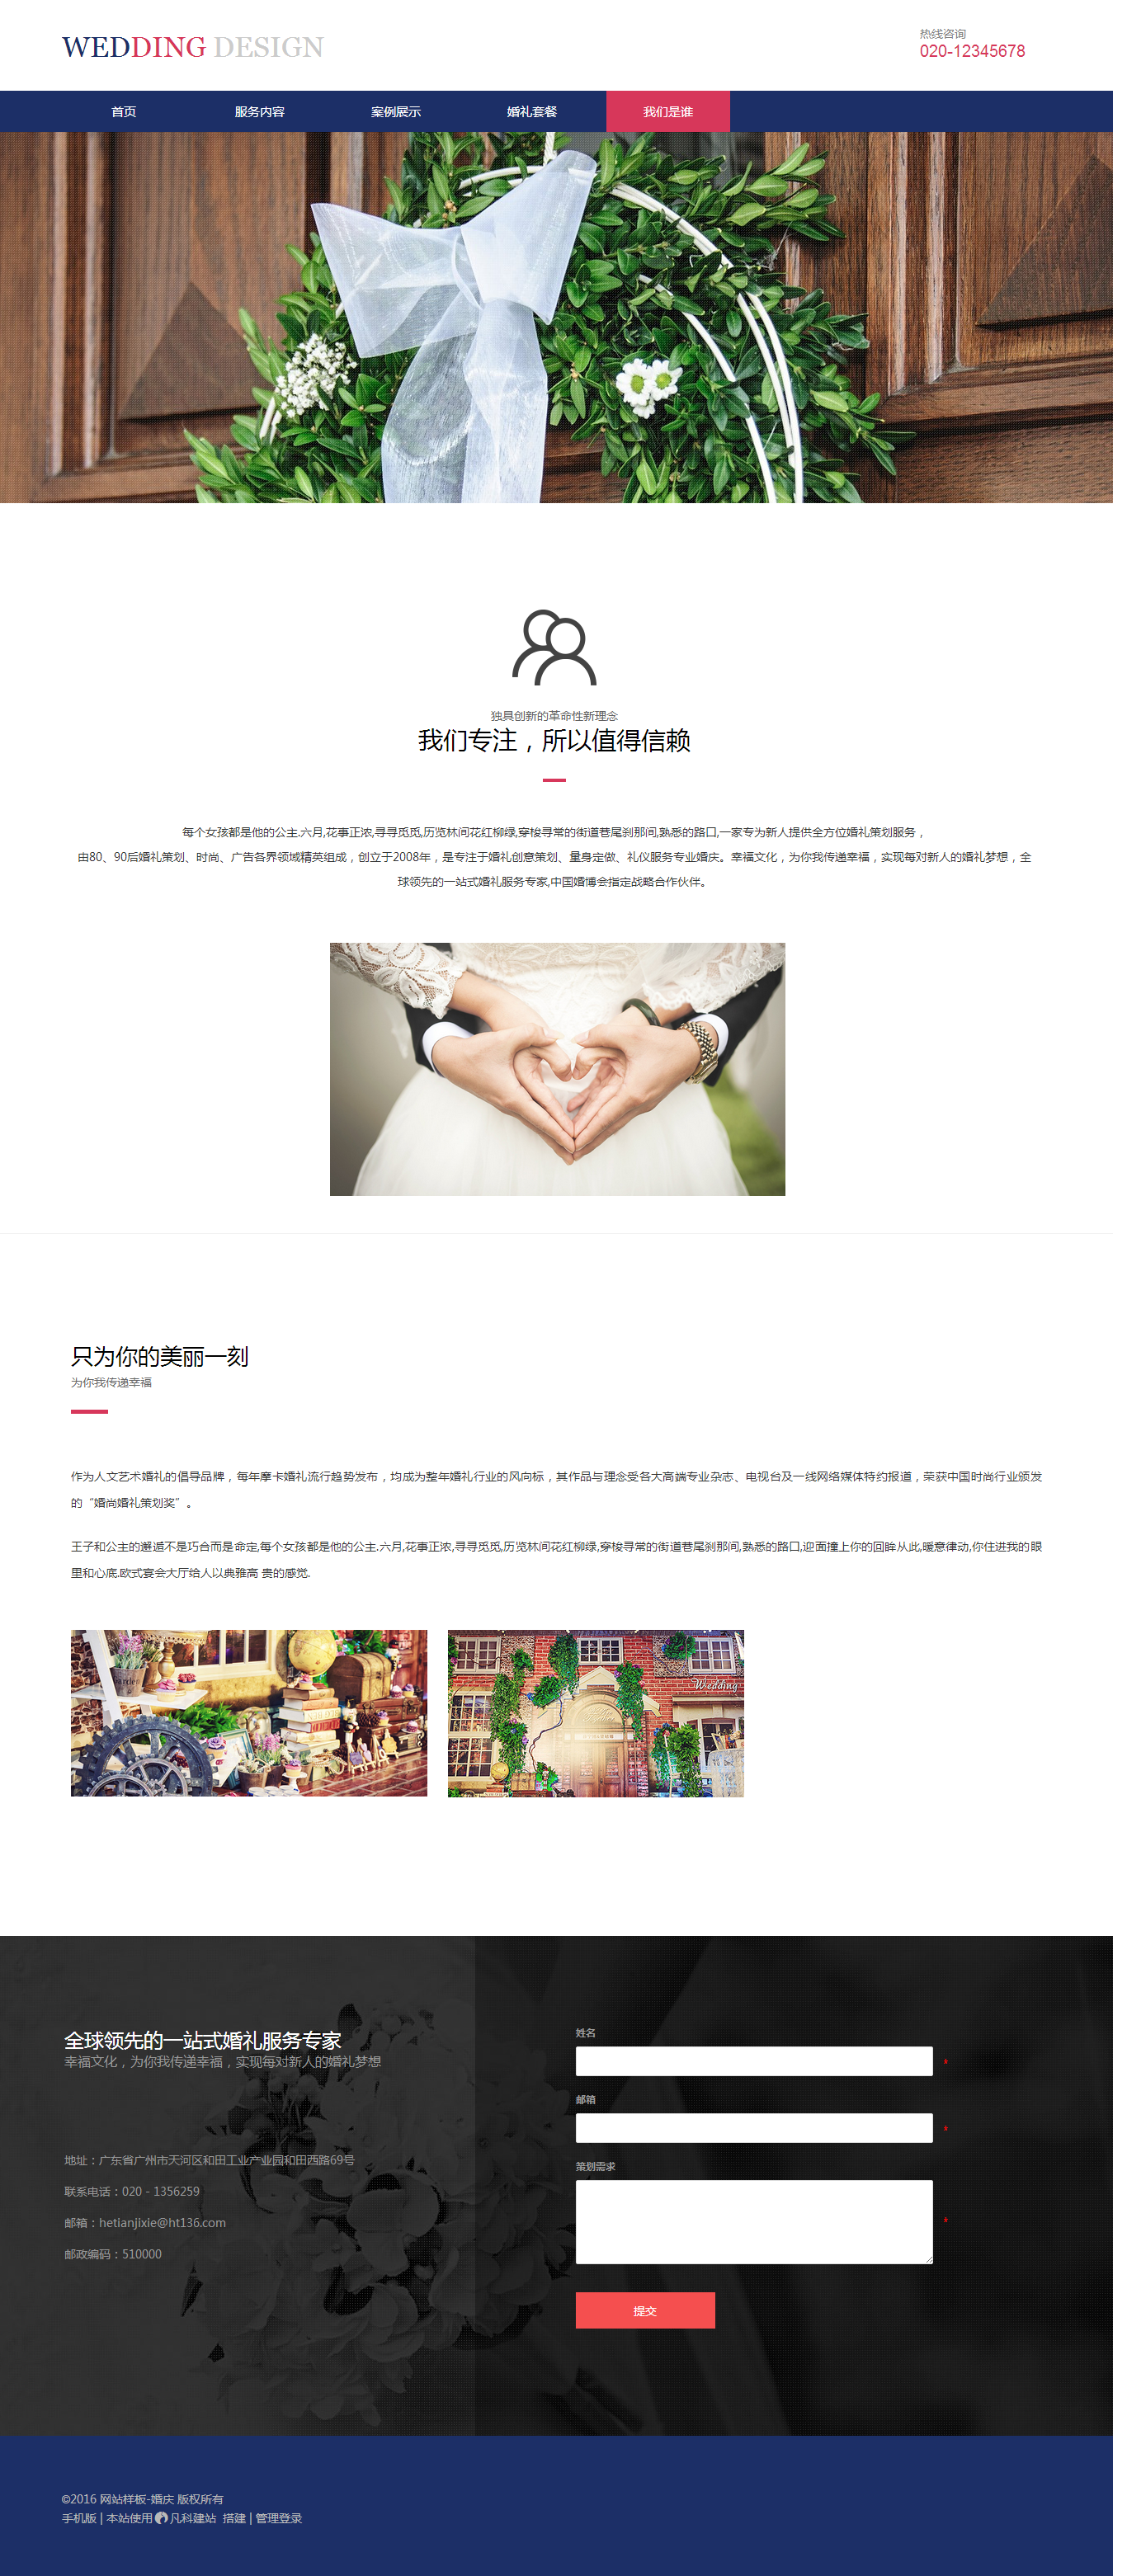 WEDDING DESIGN
热线咨询
020-12345678
首页 服务内容 案例展示 婚礼套餐 我们是谁
独具创新的革命性新理念
我们专注，所以值得信赖
每个女孩都是他的公主.六月,花事正浓,寻寻觅觅,历览林间花红柳绿,穿梭寻常的街道巷尾刹那间,熟悉的路口,一家专为新人提供全方位婚礼策划服务，
由80、90后婚礼策划、时尚、广告各界领域精英组成，创立于2008年，是专注于婚礼创意策划、量身定做、礼仪服务专业婚庆。幸福文化，为你我传递幸福，实现每对新人的婚礼梦想，全
球领先的一站式婚礼服务专家,中国婚博会指定战略合作伙伴。
只为你的美丽一刻
为你我传递幸福
作为人文艺术婚礼的倡导品牌，每年摩卡婚礼流行趋势发布，均成为整年婚礼行业的风向标，其作品与理念受各大高端专业杂志、电视台及一线网络媒体特约报道，荣获中国时尚行业颁发
的“婚尚婚礼策划奖”。
王子和公主的邂逅不是巧合而是命定,每个女孩都是他的公主.六月,花事正浓,寻寻觅觅,历览林间花红柳绿,穿梭寻常的街道巷尾刹那间,熟悉的路口,迎面撞上你的回眸从此,暖意律动,你住进我的眼
里和心底.欧式宴会大厅给人以典雅高 贵的感觉.
Wedding
全球领先的一站式婚礼服务专家
幸福文化，为你我传递幸福，实现每对新人的婚礼梦想
地址：广东省广州市天河区和田工业产业园和田西路69号
联系电话：020 - 1356259
邮箱：hetianjixie@ht136.com
邮政编码：510000
姓名
*
邮箱
*
策划需求
*
提交
©2016 网站样板-婚庆 版权所有
手机版 | 本站使用 凡科建站 搭建 | 管理登录